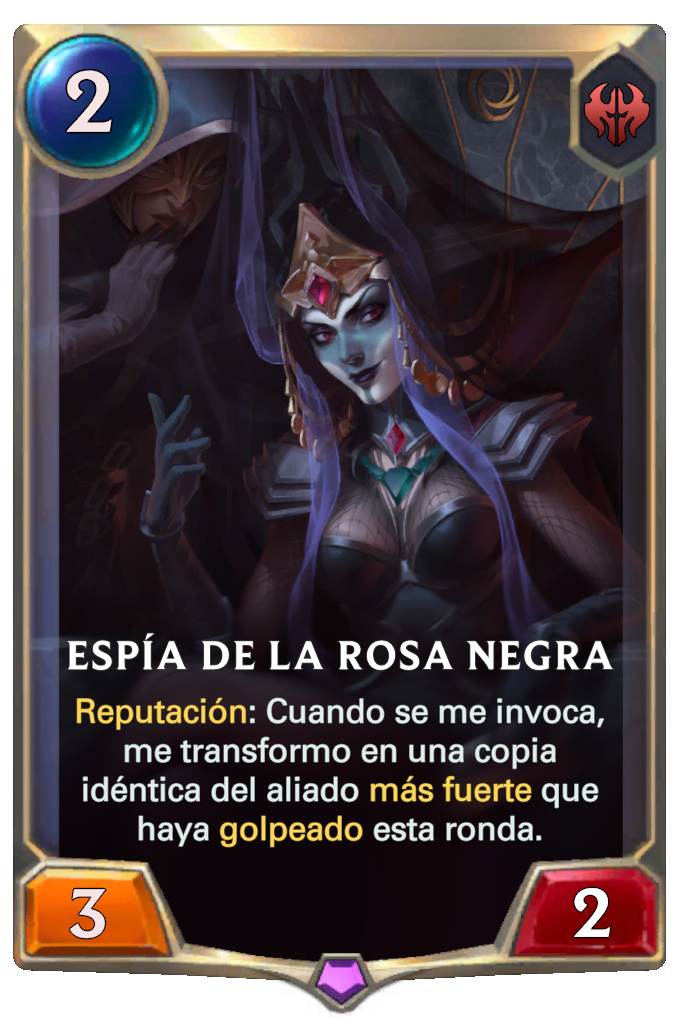 2
ESPÍA DE LA ROSA NEGRA
Reputación: Cuando se me invoca,
me transformo en una copia
idéntica del aliado más fuerte que
haya golpeado esta ronda.
3
2